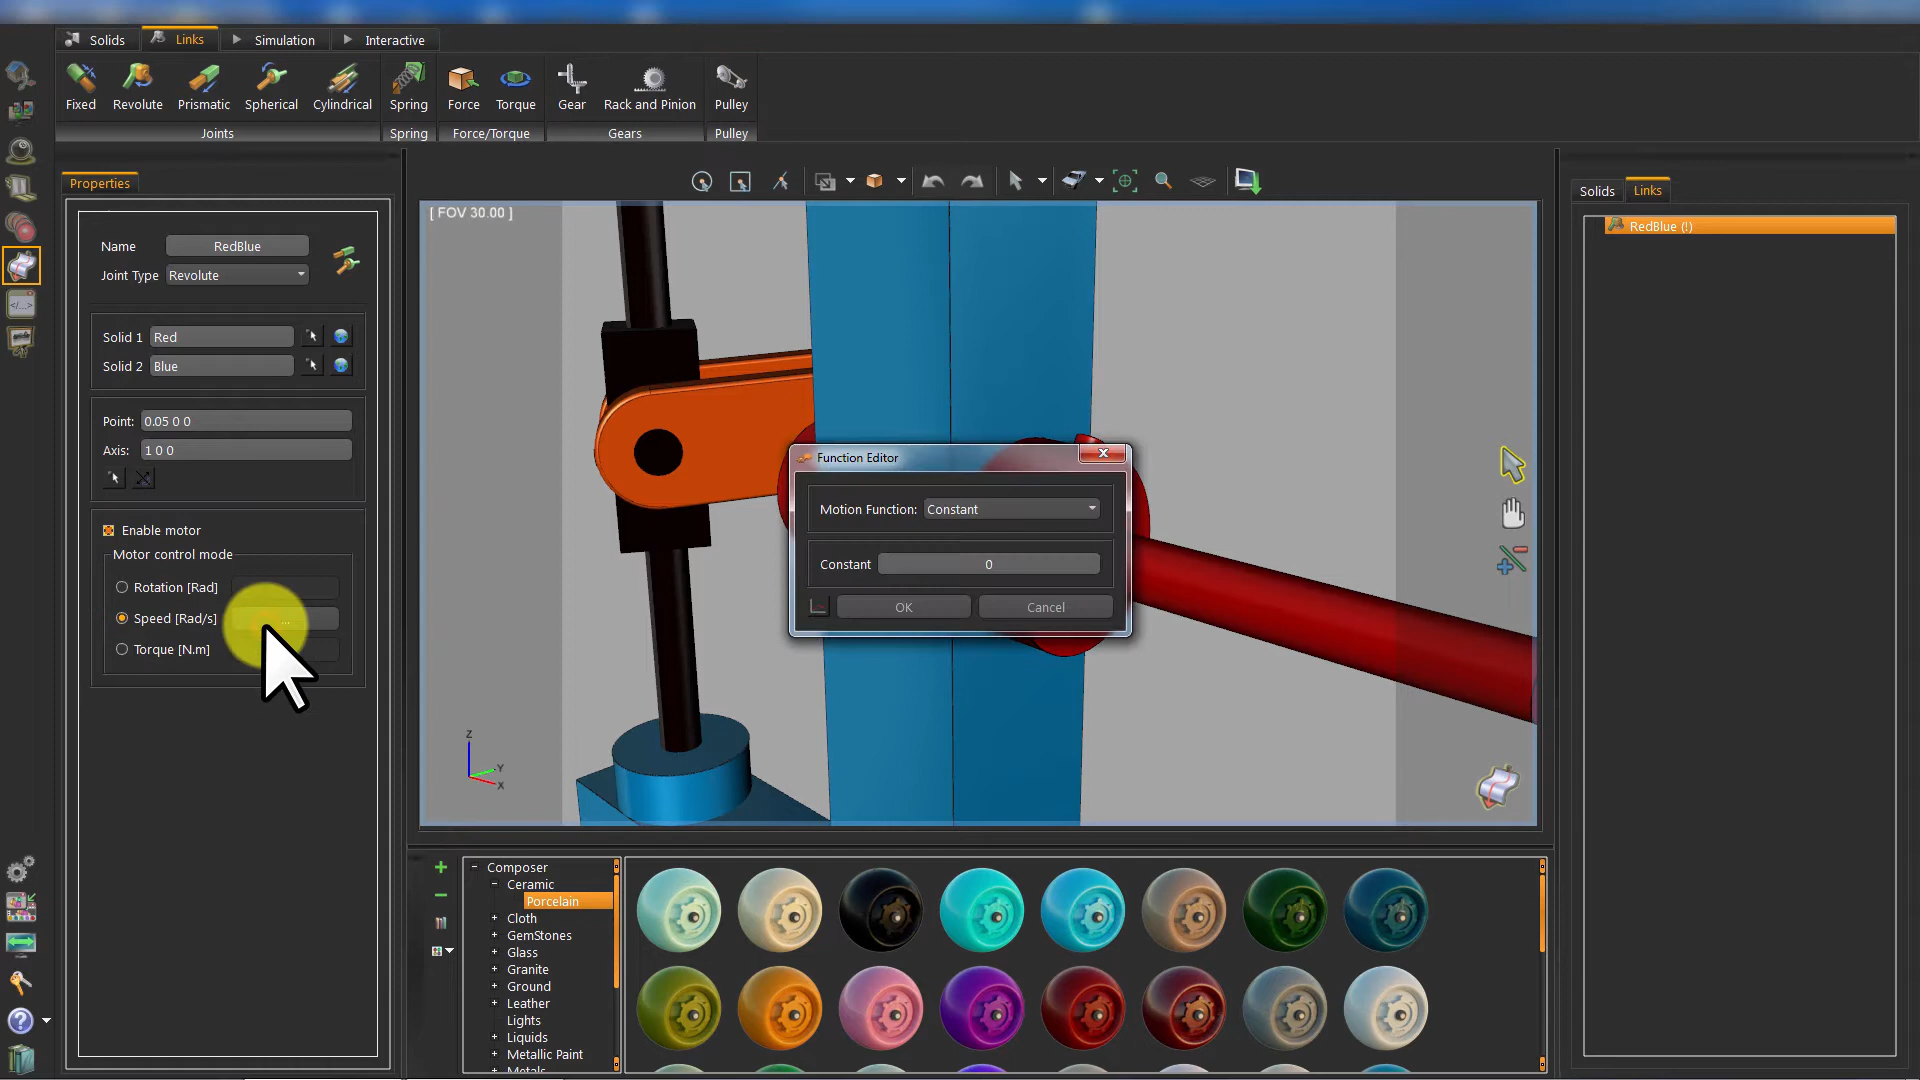 Solids
Links
Simulation
Interactive
Fixed
Revolute
Prismatic
Spherical
Cylindrical
Spring
Force
Torque
Gear
Rack and Pinion
Pulley
Joints
Spring
Force/Torque
Gears
Pulley
Properties
Name
RedBlue
Joint Type
Revolute
Solid 1
Red
Solid 2
Blue
Point:
0.05 0 0
Axis:
1 0 0
Enable motor
Motor control mode
Rotation [Rad]
Speed [Rad/s]
...
Torque [N.m]
[ FOV 30.00 ]
Z
Y
X
Function Editor
Motion Function:
Constant
Constant
0
OK
Cancel
Solids
Links
RedBlue (!)
Composer
Ceramic
Porcelain
Cloth
GemStones
Glass
Granite
Ground
Leather
Lights
Liquids
Metallic Paint
Metals